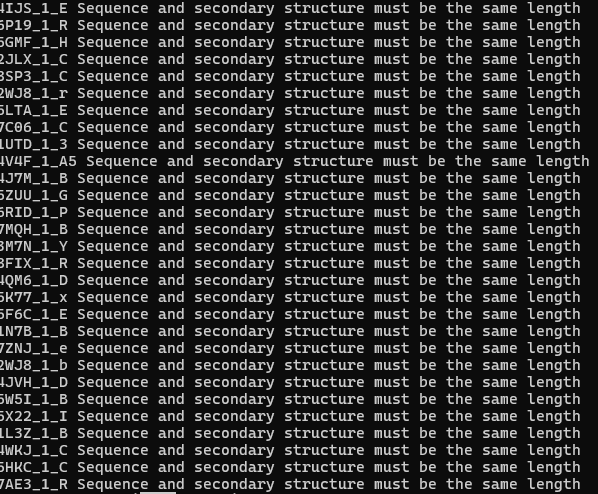 4IJS_1_E Sequence and secondary structure must be the same length
6P19_1_R Sequence and secondary structure must be the same length
5GMF_1_H Sequence and secondary structure must be the same length
2JLX_1_C Sequence and secondary structure must be the same length
3SP3_1_C Sequence and secondary structure must be the same length
2WJ8_1_r Sequence and secondary structure must be the same length
5LTA_1_E Sequence and secondary structure must be the same length
7C06_1_C Sequence and secondary structure must be the same length
1UTD_1_3 Sequence and secondary structure must be the same length
4V4F_1_A5 Sequence and secondary structure must be the same length
4J7M_1_B Sequence and secondary structure must be the same length
5ZUU_1_G Sequence and secondary structure must be the same length
6RID_1_P Sequence and secondary structure must be the same length
7MQH_1_B Sequence and secondary structure must be the same length
3M7N_1_Y Sequence and secondary structure must be the same length
3FIX_1_R Sequence and secondary structure must be the same length
4QM6_1_D Sequence and secondary structure must be the same length
5K77_1_x Sequence and secondary structure must be the same length
5F6C_1_E Sequence and secondary structure must be the same length
1N7B_1_B Sequence and secondary structure must be the same length
7ZNJ_1_e Sequence and secondary structure must be the same length
2WJ8_1_b Sequence and secondary structure must be the same length
4JVH_1_D Sequence and secondary structure must be the same length
5W5I_1_B Sequence and secondary structure must be the same length
6X22_1_I Sequence and secondary structure must be the same length
1L3Z_1_B Sequence and secondary structure must be the same length
4WKJ_1_C Sequence and secondary structure must be the same length
5HKC_1_C Sequence and secondary structure must be the same length
7AE3_1_R Sequence and secondary structure must be the same length